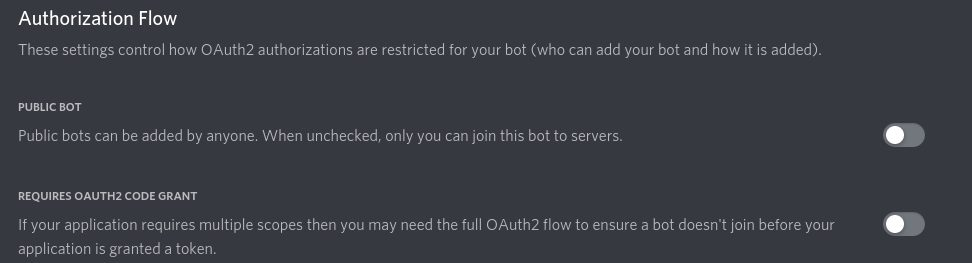 Authorization Flow
These settings control how OAuth2 authorizations are restricted for your bot (who can add your bot and how it is added).
PUBLIC BOT
Public bots can be added by anyone. When unchecked, only you can join this bot to servers.
REQUIRES OAUTH2 CODE GRANT
If your application requires multiple scopes then you may need the full OAuth2 flow to ensure a bot doesn't join before your
application is granted a token.